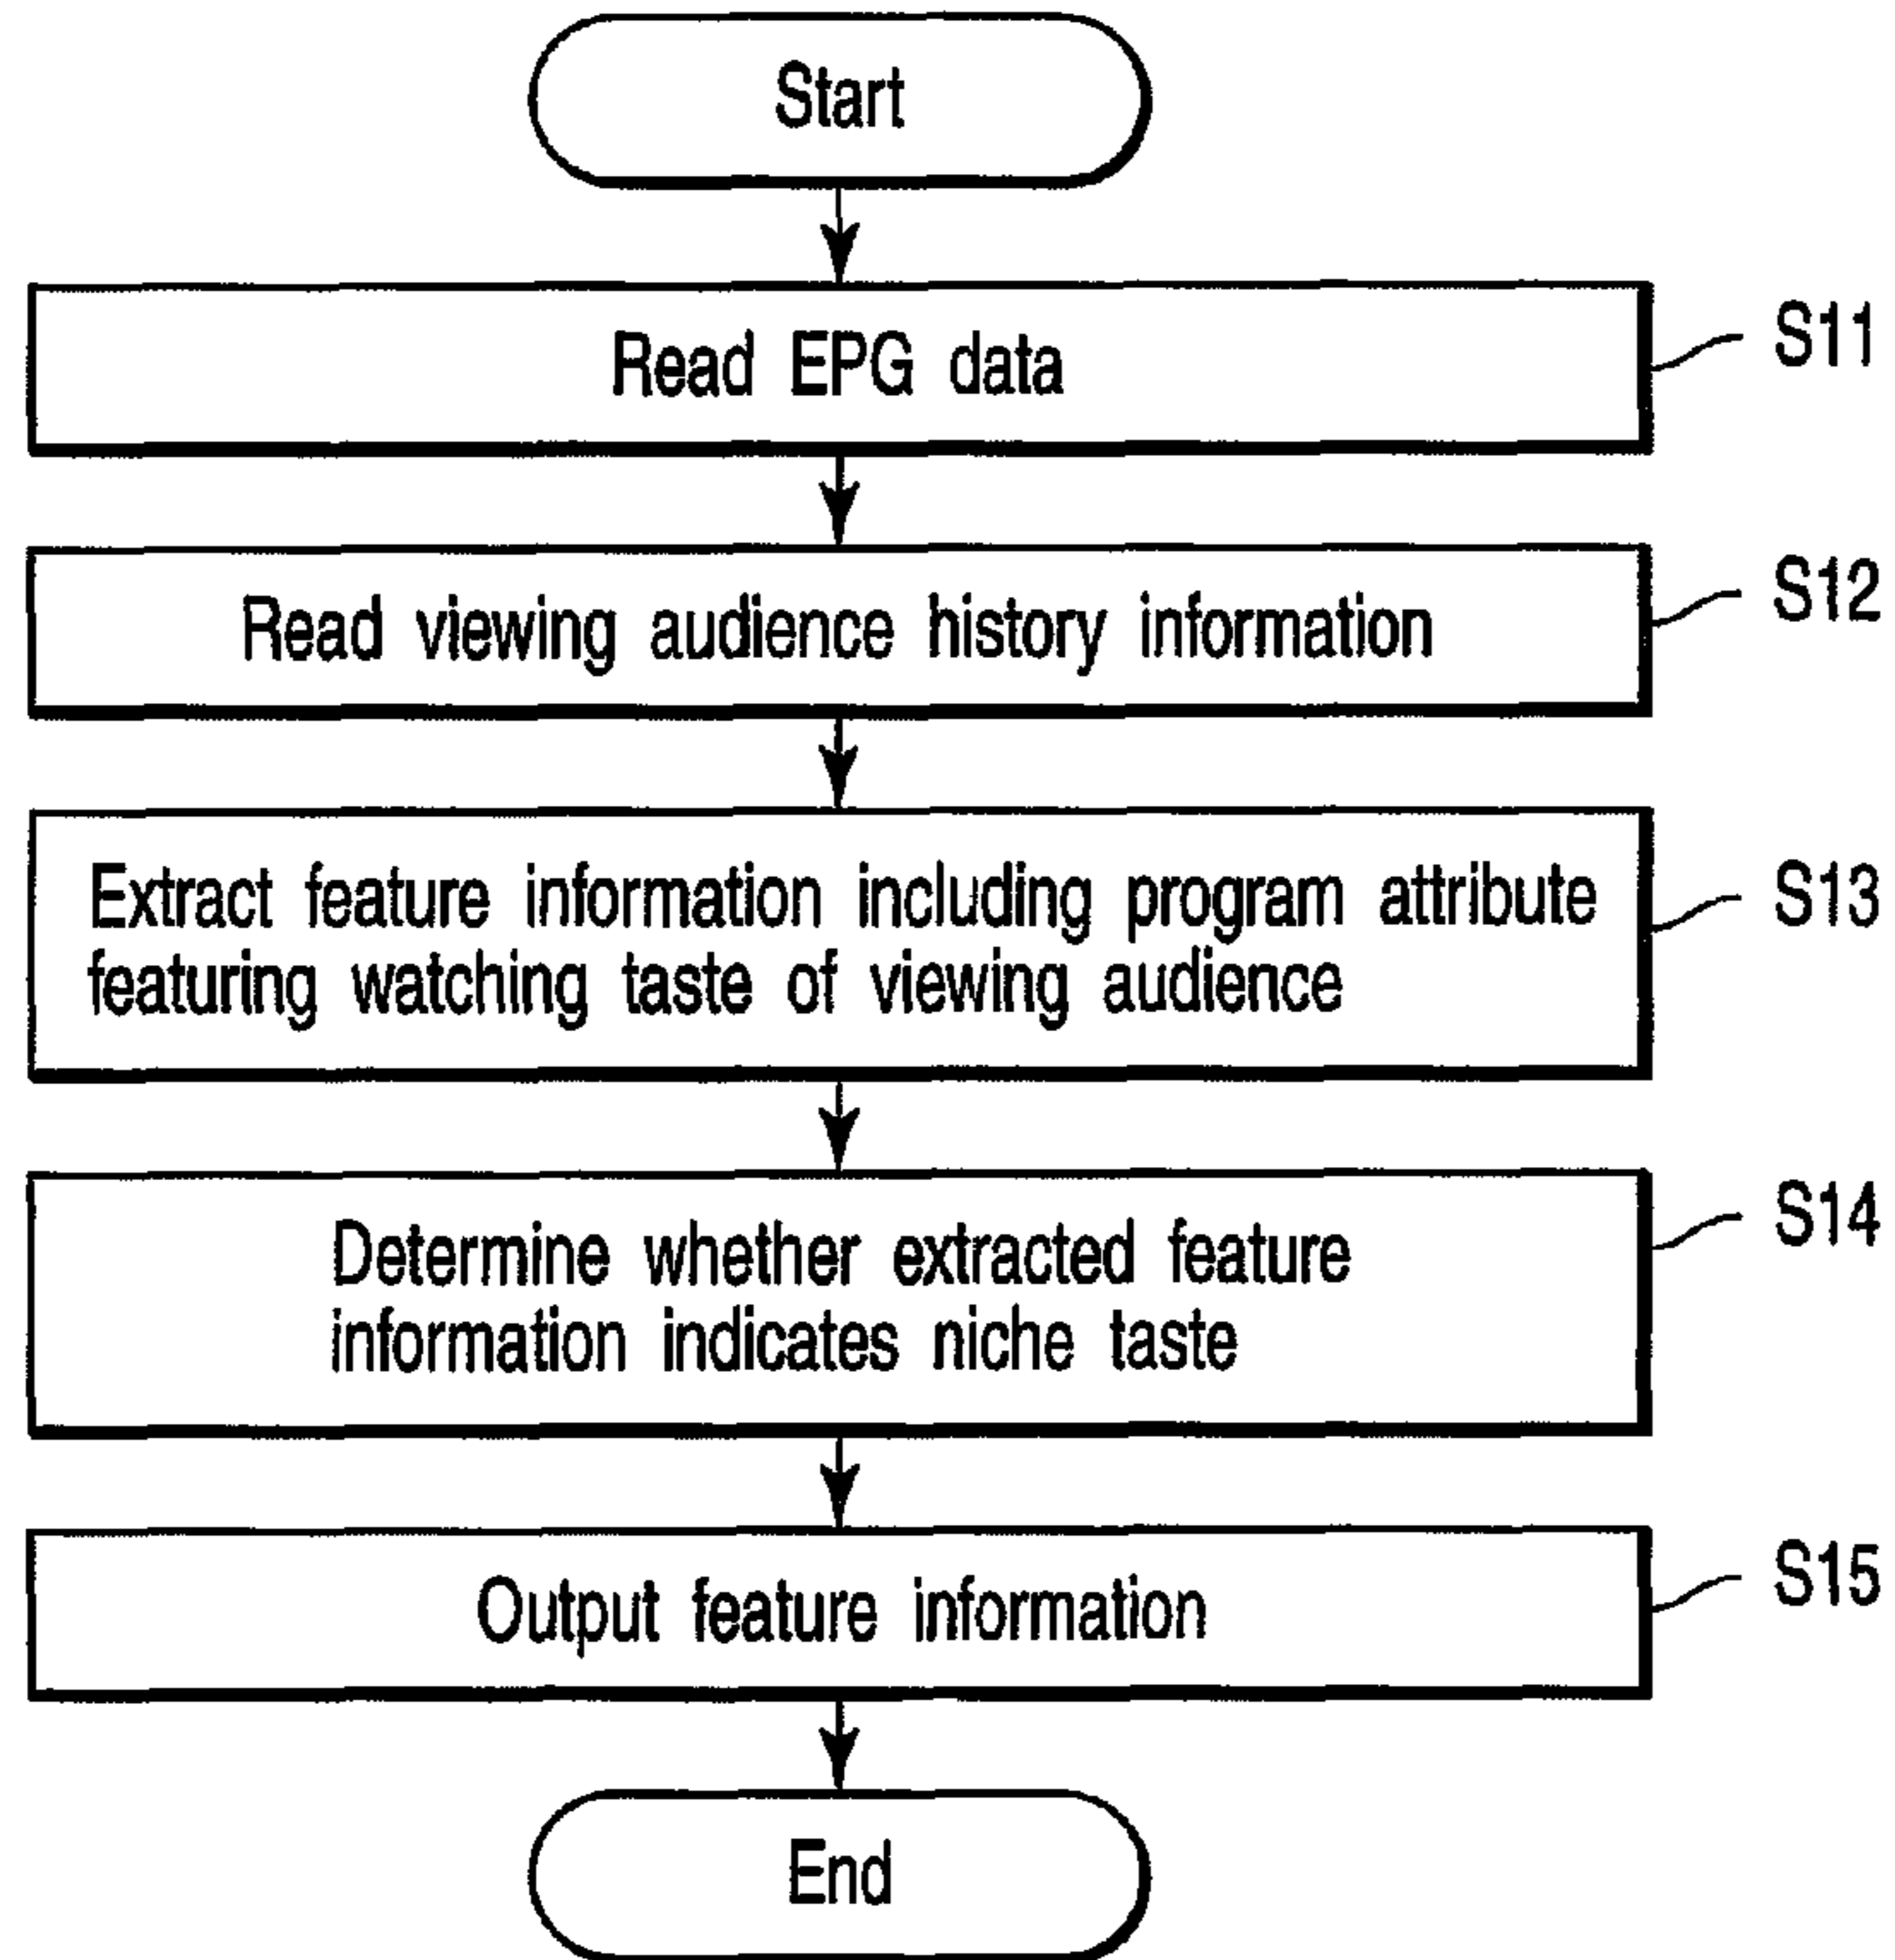 Start
Read EPG data
S11
Read viewing audience history information
S12
Extract feature information including program attribute
featuring watching taste of viewing audience
S13
Determine whether extracted feature
information indicates niche taste
S14
Output feature information
S15
End